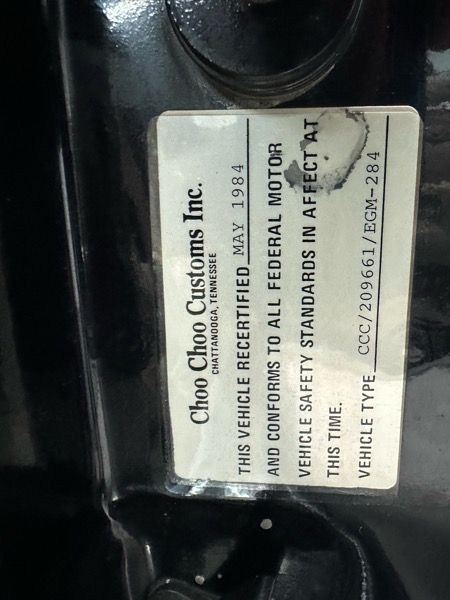 Choo Choo Customs Inc.
CHATTANOOGA, TENNESSEE
THIS VEHICLE RECERTIFIED MAY 1984
AND CONFORMS TO ALL FEDERAL MOTOR
VEHICLE SAFETY STANDARDS IN AFFECT AT
THIS TIME.
VEHICLE TYPE CCC/209661/EGM-284